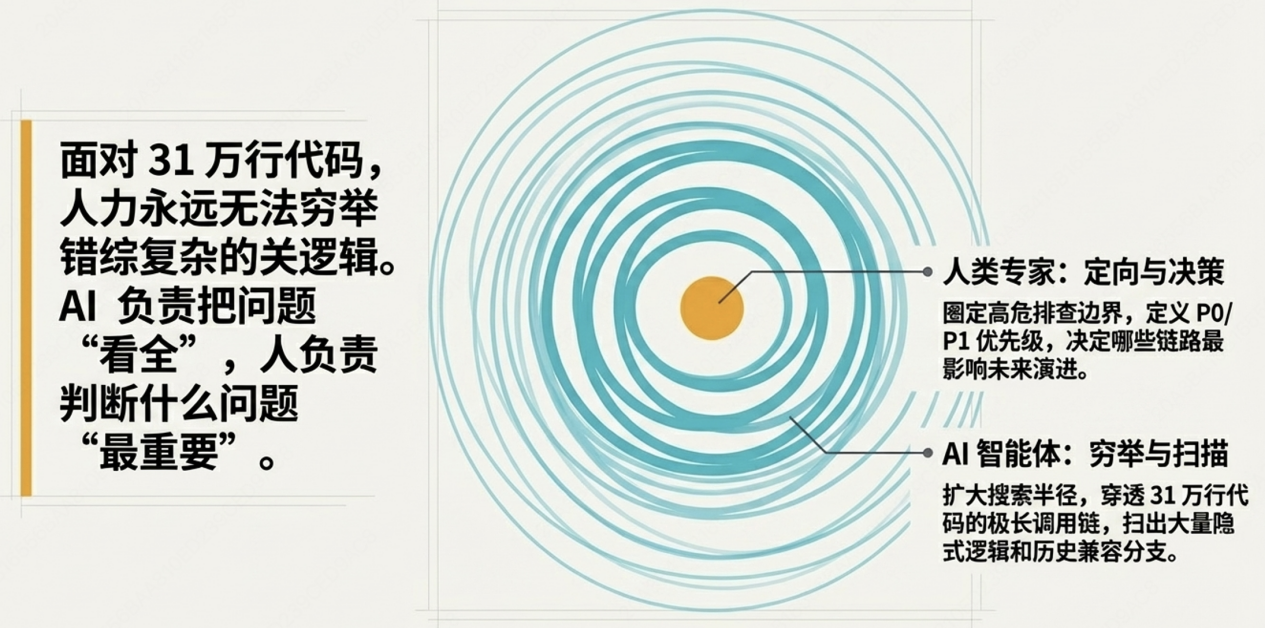 面对 31 万行代码，
人力永远无法穷举
错综复杂的关逻辑。
AI 负责把问题
“看全”，人负责
判断什么问题
“最重要”。
人类专家：定向与决策
圈定高危排查边界，定义 P0/
P1 优先级，决定哪些链路最
影响未来演进。
AI 智能体：穷举与扫描
扩大搜索半径，穿透 31 万行代
码的极长调用链，扫出大量隐
式逻辑和历史兼容分支。